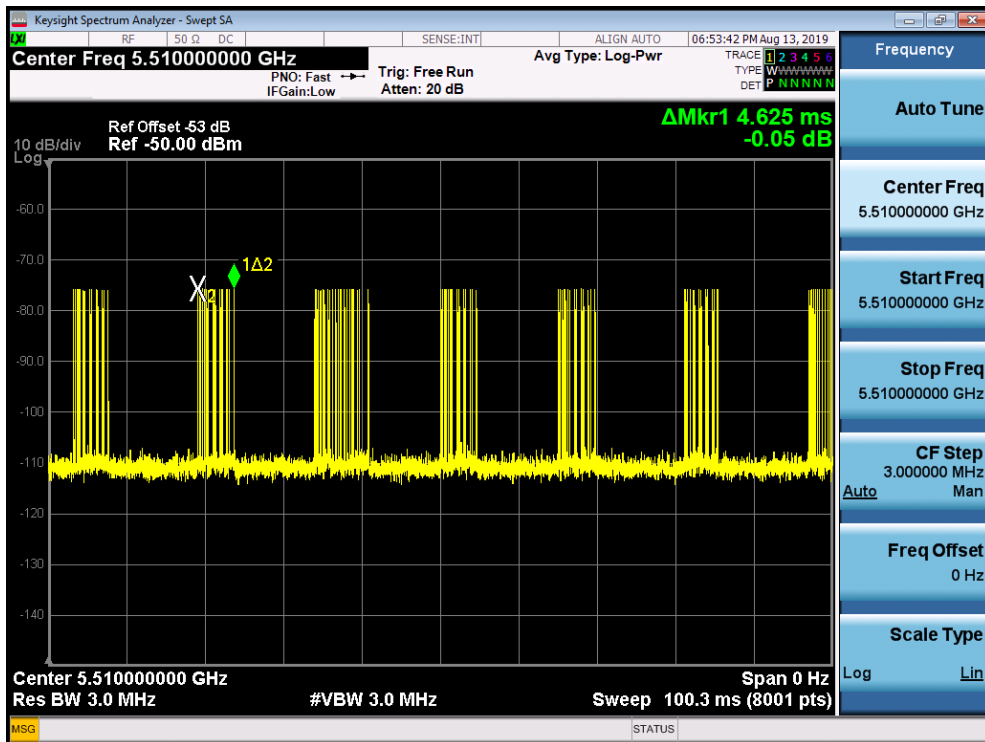 Keysight Spectrum Analyzer - Swept SA
LXI RF 50 Ω DC SENSE:INT ALIGN AUTO 06:53:42 PM Aug 13, 2019
Center Freq 5.510000000 GHz
PNO: Fast
IFGain:Low
Trig: Free Run
Atten: 20 dB
Avg Type: Log-Pwr
TRACE 1 2 3 4 5 6
TYPE WWWWWW
DET P N N N N N
Ref Offset -53 dB
10 dB/div Ref -50.00 dBm
Log
ΔMkr1 4.625 ms
-0.05 dB
-60.0
-70.0
-80.0
-90.0
-100
-110
-120
-130
-140
X2
1Δ2
Center 5.510000000 GHz Span 0 Hz
Res BW 3.0 MHz #VBW 3.0 MHz Sweep 100.3 ms (8001 pts)
MSG STATUS
Frequency
Auto Tune
Center Freq
5.510000000 GHz
Start Freq
5.510000000 GHz
Stop Freq
5.510000000 GHz
CF Step
3.000000 MHz
Auto Man
Freq Offset
0 Hz
Scale Type
Log Lin